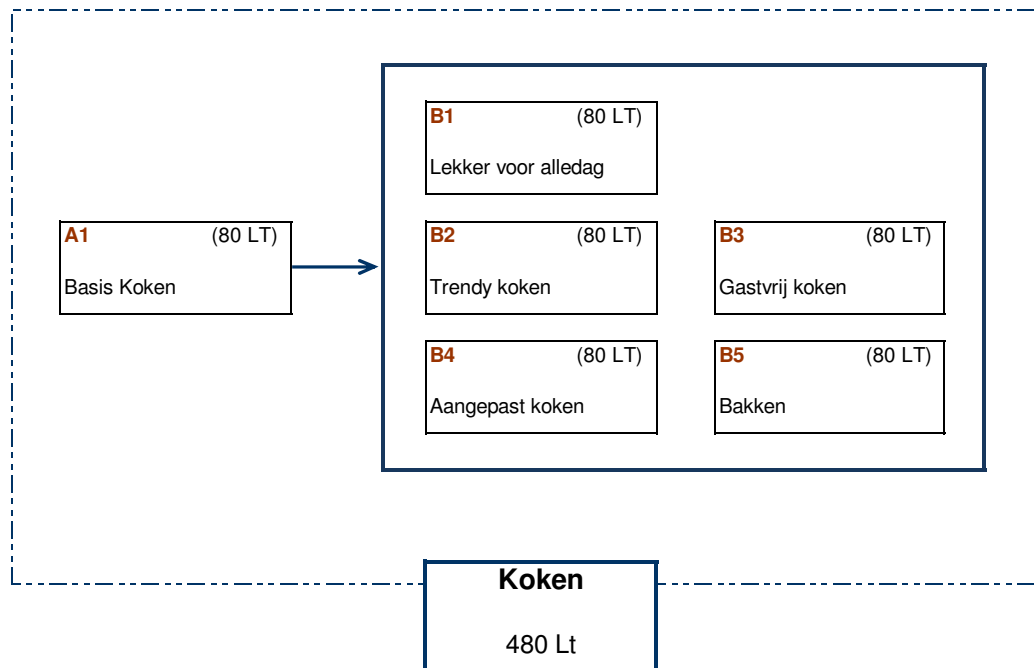 B1 (80 LT)
Lekker voor alledag
A1 (80 LT)
Basis Koken
B2 (80 LT)
Trendy koken
B3 (80 LT)
Gastvrij koken
B4 (80 LT)
Aangepast koken
B5 (80 LT)
Bakken
Koken
480 Lt